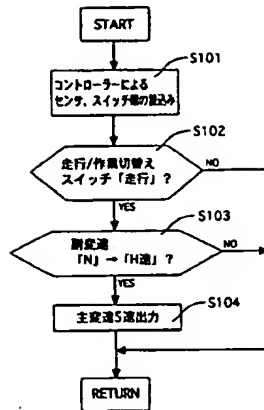 START
S101
コントローラーによる
センサ、スイッチ類の読込み
S102
走行/作業切替え
スイッチ「走行」?
NO
YES
S103
副変速
「N」→「H速」?
NO
YES
S104
主変速5速出力
RETURN